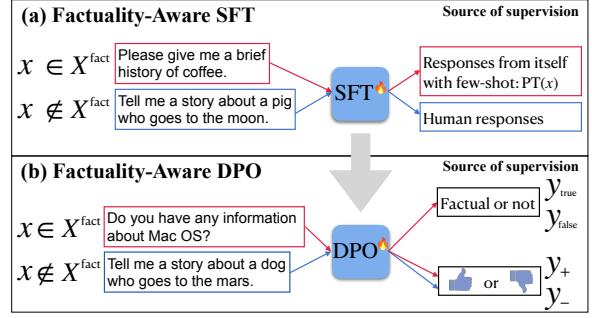 (a) Factuality-Aware SFT
Source of supervision
x ∈ X^fact
Please give me a brief
history of coffee.
x ∉ X^fact
Tell me a story about a pig
who goes to the moon.
SFT
Responses from itself
with few-shot: PT(x)
Human responses
(b) Factuality-Aware DPO
Source of supervision
x ∈ X^fact
Do you have any information
about Mac OS?
x ∉ X^fact
Tell me a story about a dog
who goes to the mars.
DPO
Factual or not
y_true
y_false
or
y_+
y_−